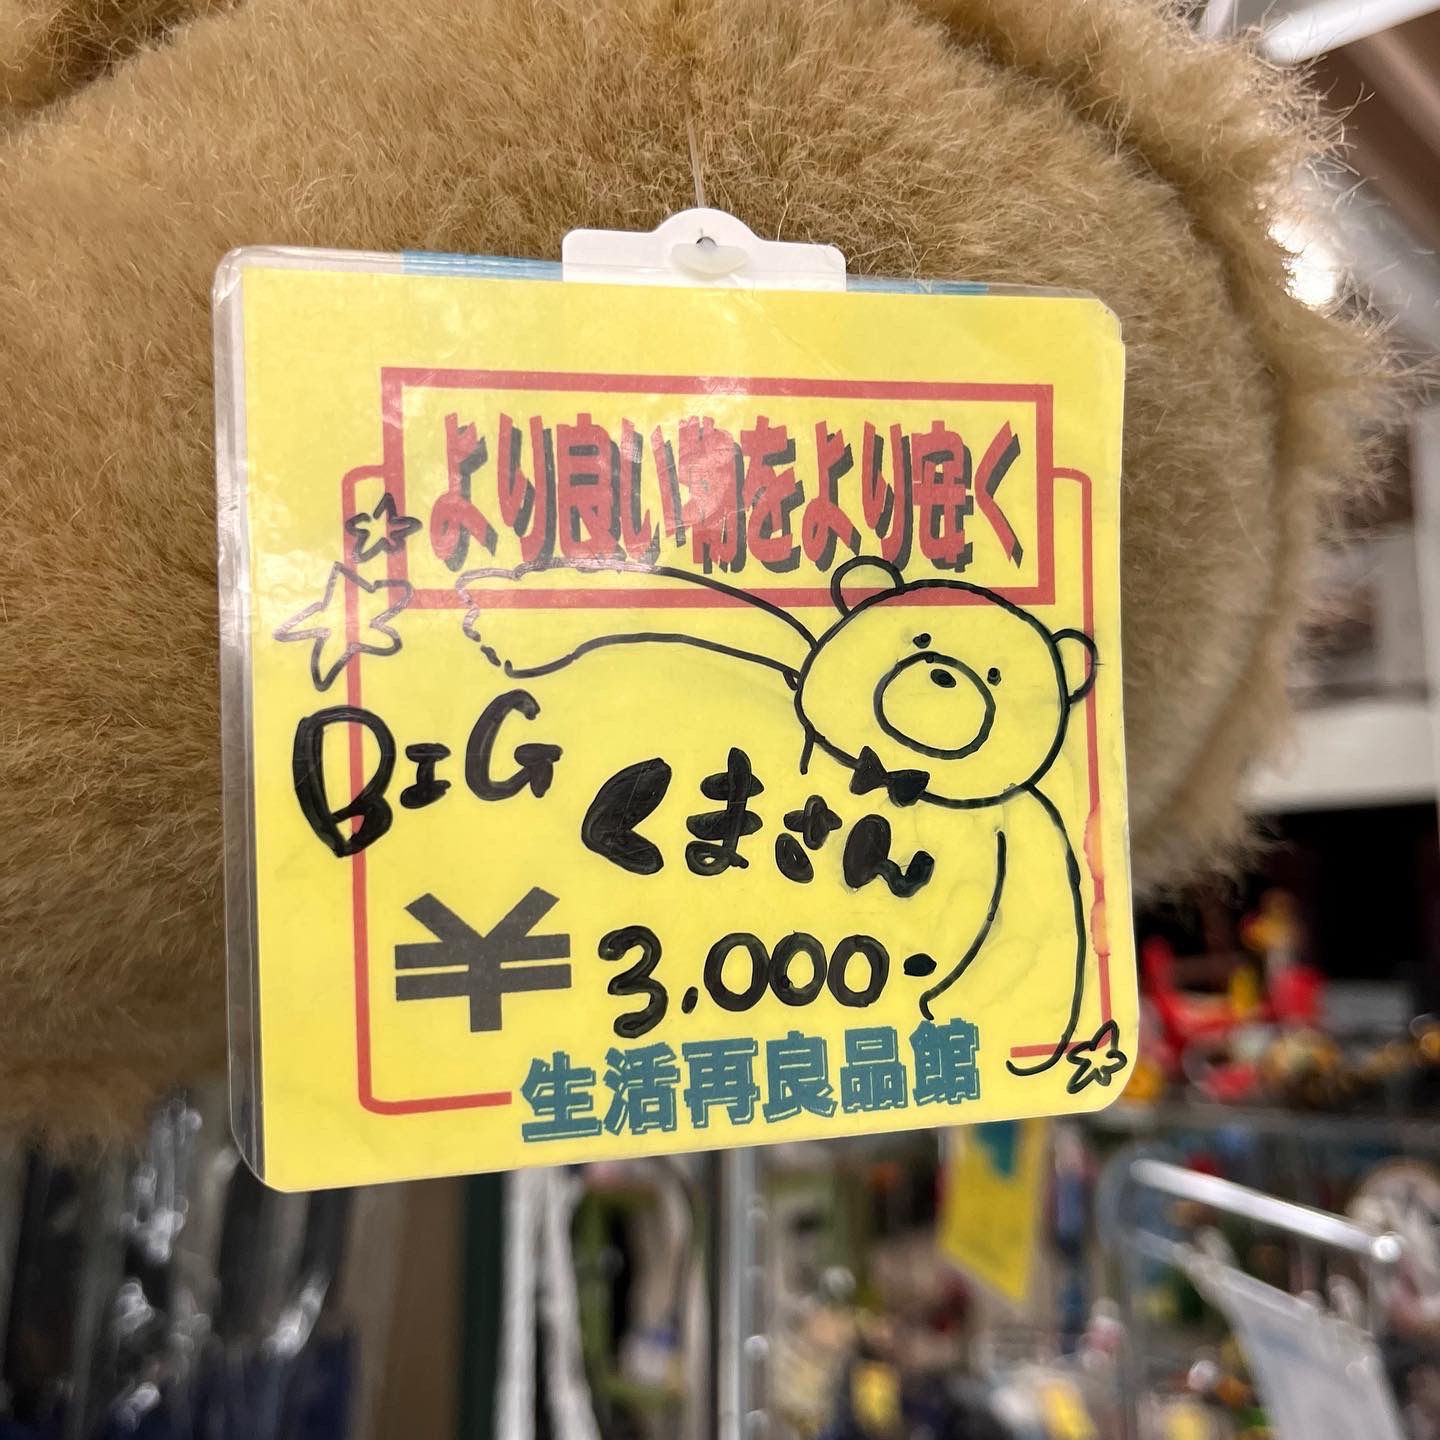 より良い物をより安く
BIG
くまさん
¥3.000.
生活再良品館